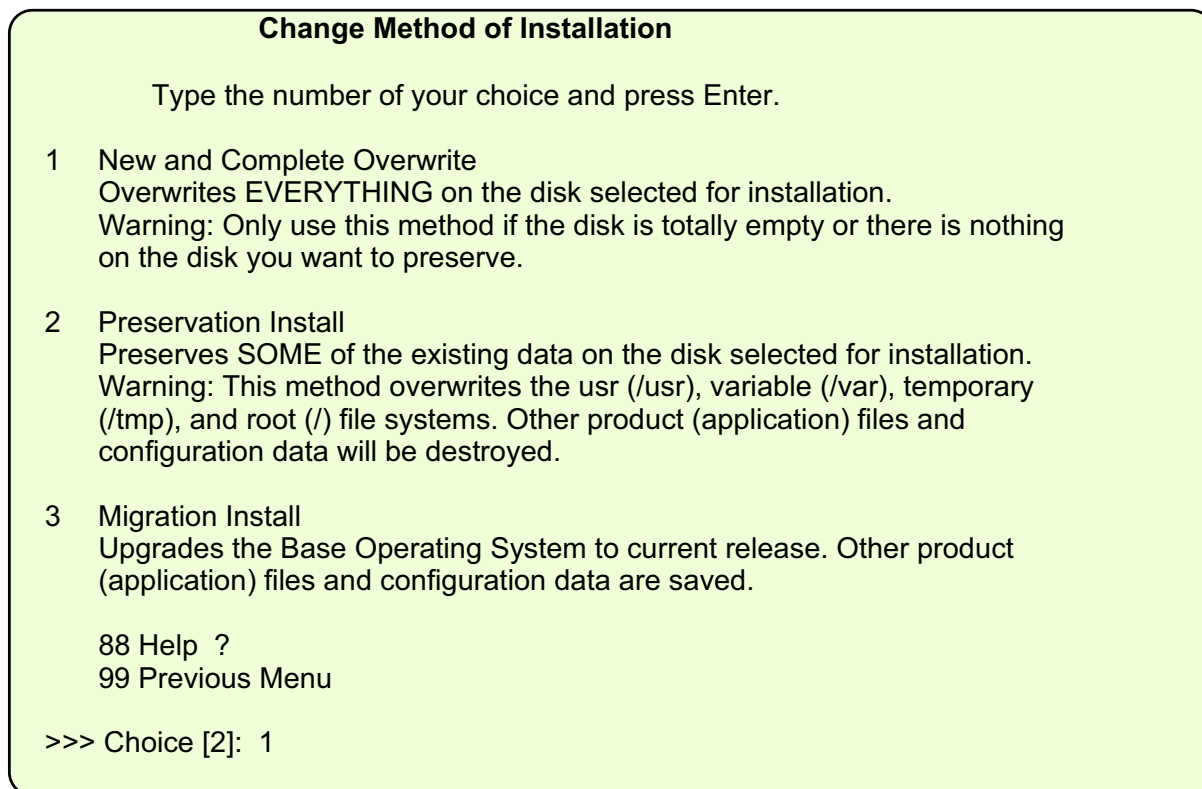 Change Method of Installation
Type the number of your choice and press Enter.
1 New and Complete Overwrite
Overwrites EVERYTHING on the disk selected for installation.
Warning: Only use this method if the disk is totally empty or there is nothing
on the disk you want to preserve.
2 Preservation Install
Preserves SOME of the existing data on the disk selected for installation.
Warning: This method overwrites the usr (/usr), variable (/var), temporary
(/tmp), and root (/) file systems. Other product (application) files and
configuration data will be destroyed.
3 Migration Install
Upgrades the Base Operating System to current release. Other product
(application) files and configuration data are saved.
88 Help ?
99 Previous Menu
>>> Choice [2]: 1